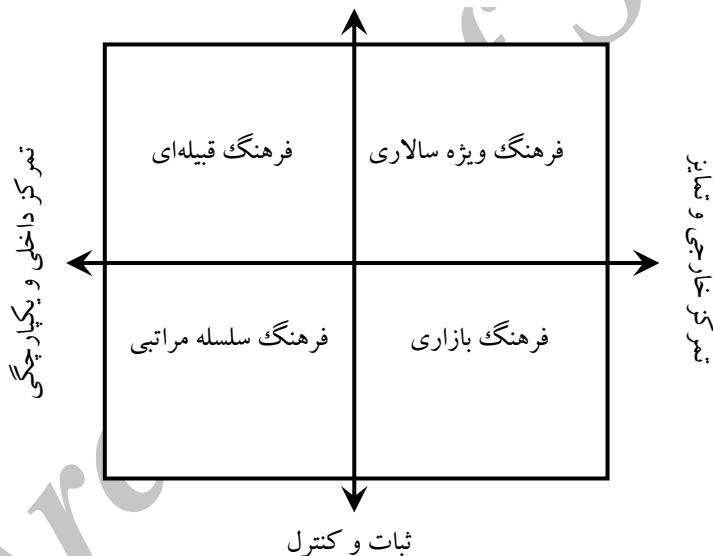 فرهنگ ویژه سالاری
فرهنگ قبیله‌ای
تمرکز خارجی و تمایز
تمرکز داخلی و یکپارچگی
فرهنگ بازاری
فرهنگ سلسله مراتبی
ثبات و کنترل